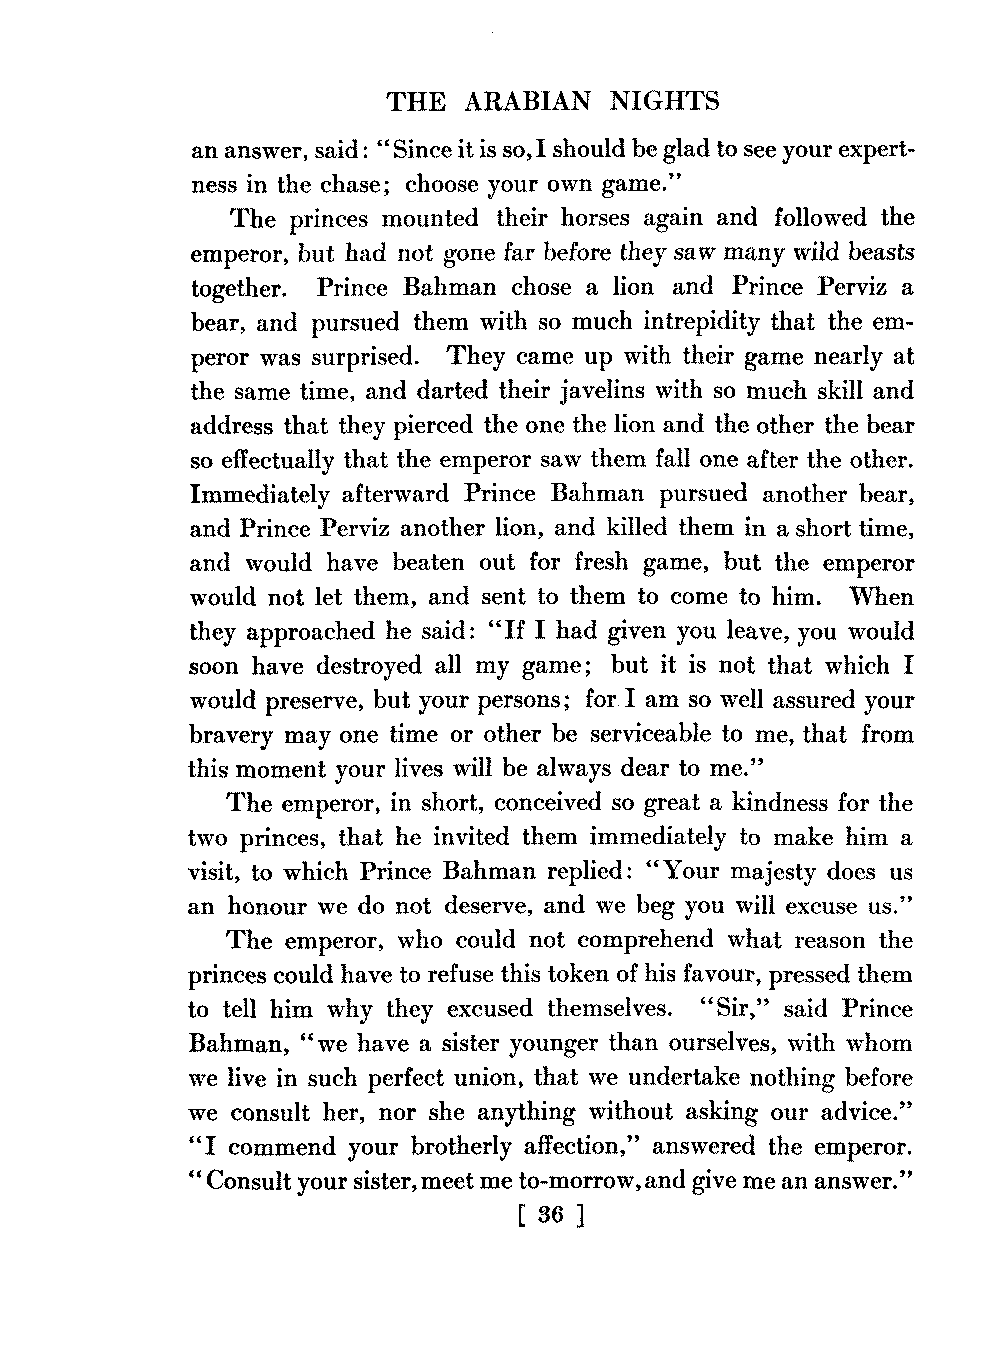 THE ARABIAN NIGHTS
an answer, said: “Since it is so, I should be glad to see your expert-
ness in the chase; choose your own game.”
The princes mounted their horses again and followed the
emperor, but had not gone far before they saw many wild beasts
together. Prince Bahman chose a lion and Prince Perviz a
bear, and pursued them with so much intrepidity that the em-
peror was surprised. They came up with their game nearly at
the same time, and darted their javelins with so much skill and
address that they pierced the one the lion and the other the bear
so effectually that the emperor saw them fall one after the other.
Immediately afterward Prince Bahman pursued another bear,
and Prince Perviz another lion, and killed them in a short time,
and would have beaten out for fresh game, but the emperor
would not let them, and sent to them to come to him. When
they approached he said: “If I had given you leave, you would
soon have destroyed all my game; but it is not that which I
would preserve, but your persons; for I am so well assured your
bravery may one time or other be serviceable to me, that from
this moment your lives will be always dear to me.”
The emperor, in short, conceived so great a kindness for the
two princes, that he invited them immediately to make him a
visit, to which Prince Bahman replied: “Your majesty does us
an honour we do not deserve, and we beg you will excuse us.”
The emperor, who could not comprehend what reason the
princes could have to refuse this token of his favour, pressed them
to tell him why they excused themselves. “Sir,” said Prince
Bahman, “we have a sister younger than ourselves, with whom
we live in such perfect union, that we undertake nothing before
we consult her, nor she anything without asking our advice.”
“I commend your brotherly affection,” answered the emperor.
“Consult your sister, meet me to-morrow, and give me an answer.”
[ 36 ]